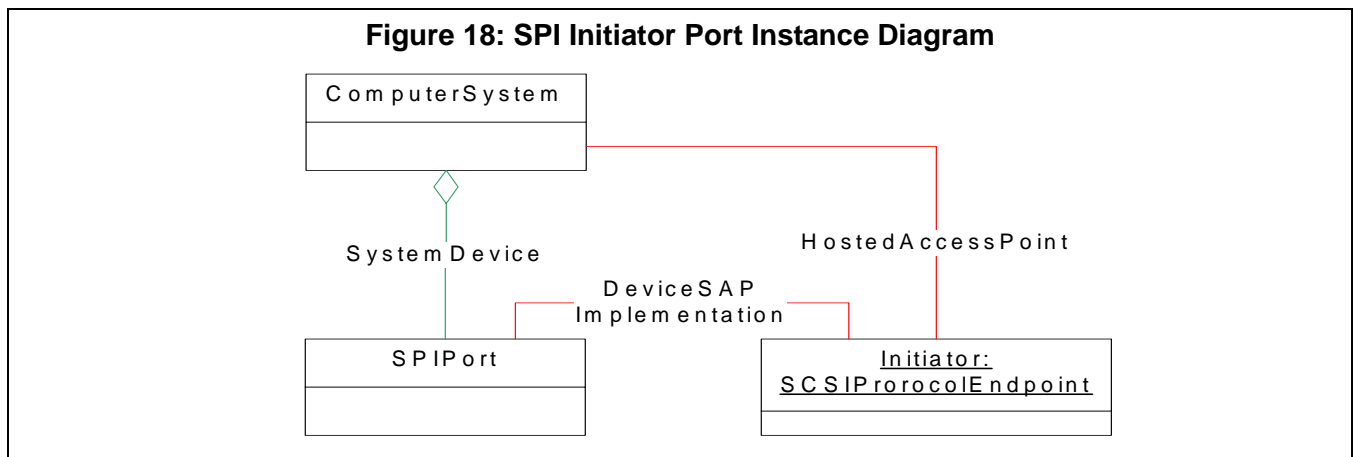 Figure 18: SPI Initiator Port Instance Diagram
ComputerSystem
SystemDevice
HostedAccessPoint
DeviceSAP
Implementation
SPIPort
Initiator:
SCSIProrocolEndpoint